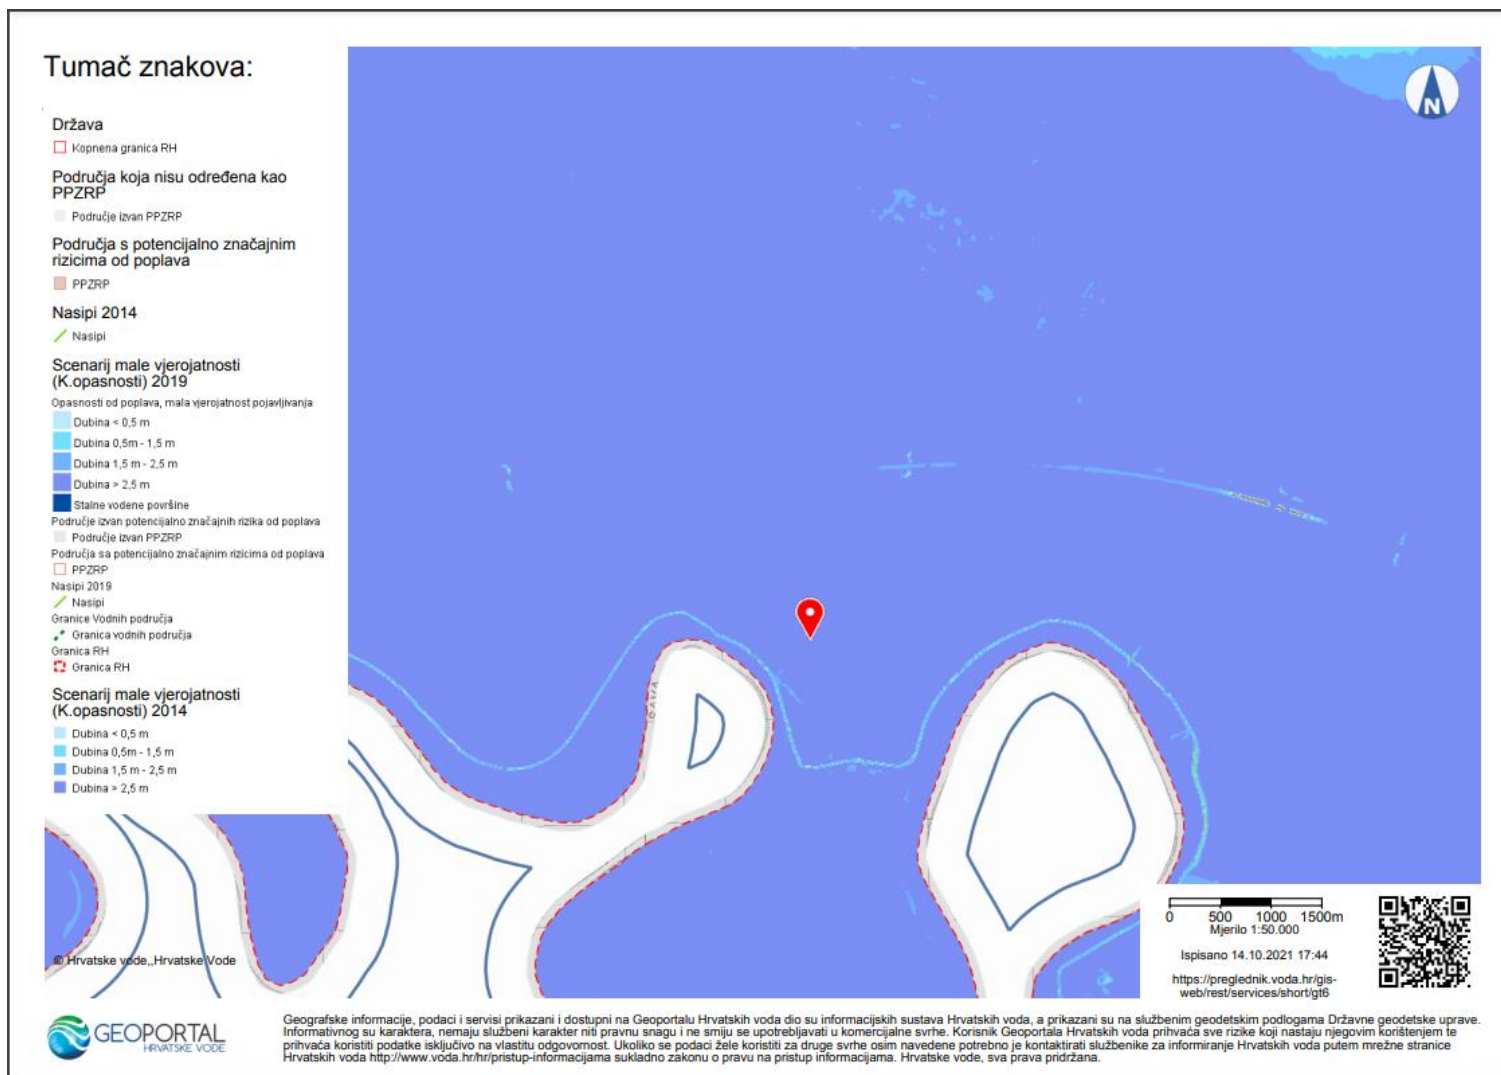 Tumač znakova:
Država
Kopnena granica RH
Područja koja nisu određena kao
PPZRP
Područje izvan PPZRP
Područja s potencijalno značajnim
rizicima od poplava
PPZRP
Nasipi 2014
Nasipi
Scenarij male vjerojatnosti
(K.opasnosti) 2019
Opasnosti od poplava, mala vjerojatnost pojavljivanja
Dubina < 0,5 m
Dubina 0,5m - 1,5 m
Dubina 1,5 m - 2,5 m
Dubina > 2,5 m
Stalne vodene površine
Područje izvan potencijalno značajnih rizika od poplava
Područje izvan PPZRP
Područja sa potencijalno značajnim rizicima od poplava
PPZRP
Nasipi 2019
Nasipi
Granice Vodnih područja
Granica vodnih područja
Granica RH
Granica RH
Scenarij male vjerojatnosti
(K.opasnosti) 2014
Dubina < 0,5 m
Dubina 0,5m - 1,5 m
Dubina 1,5 m - 2,5 m
Dubina > 2,5 m
N
© Hrvatske vode,,Hrvatske Vode
0 500 1000 1500m
Mjerilo 1:50.000
Ispisano 14.10.2021 17:44
https://preglednik.voda.hr/gis-
web/rest/services/short/gt6
GEOPORTAL
HRVATSKE VODE
Geografske informacije, podaci i servisi prikazani i dostupni na Geoportalu Hrvatskih voda dio su informacijskih sustava Hrvatskih voda, a prikazani su na službenim geodetskim podlogama Državne geodetske uprave.
Informativnog su karaktera, nemaju službeni karakter niti pravnu snagu i ne smiju se upotrebljavati u komercijalne svrhe. Korisnik Geoportala Hrvatskih voda prihvaća sve rizike koji nastaju njegovim korištenjem te
prihvaća koristiti podatke isključivo na vlastitu odgovornost. Ukoliko se podaci žele koristiti za druge svrhe osim navedene potrebno je kontaktirati službenike za informiranje Hrvatskih voda putem mrežne stranice
Hrvatskih voda http://www.voda.hr/hr/pristup-informacijama sukladno zakonu o pravu na pristup informacijama. Hrvatske vode, sva prava pridržana.